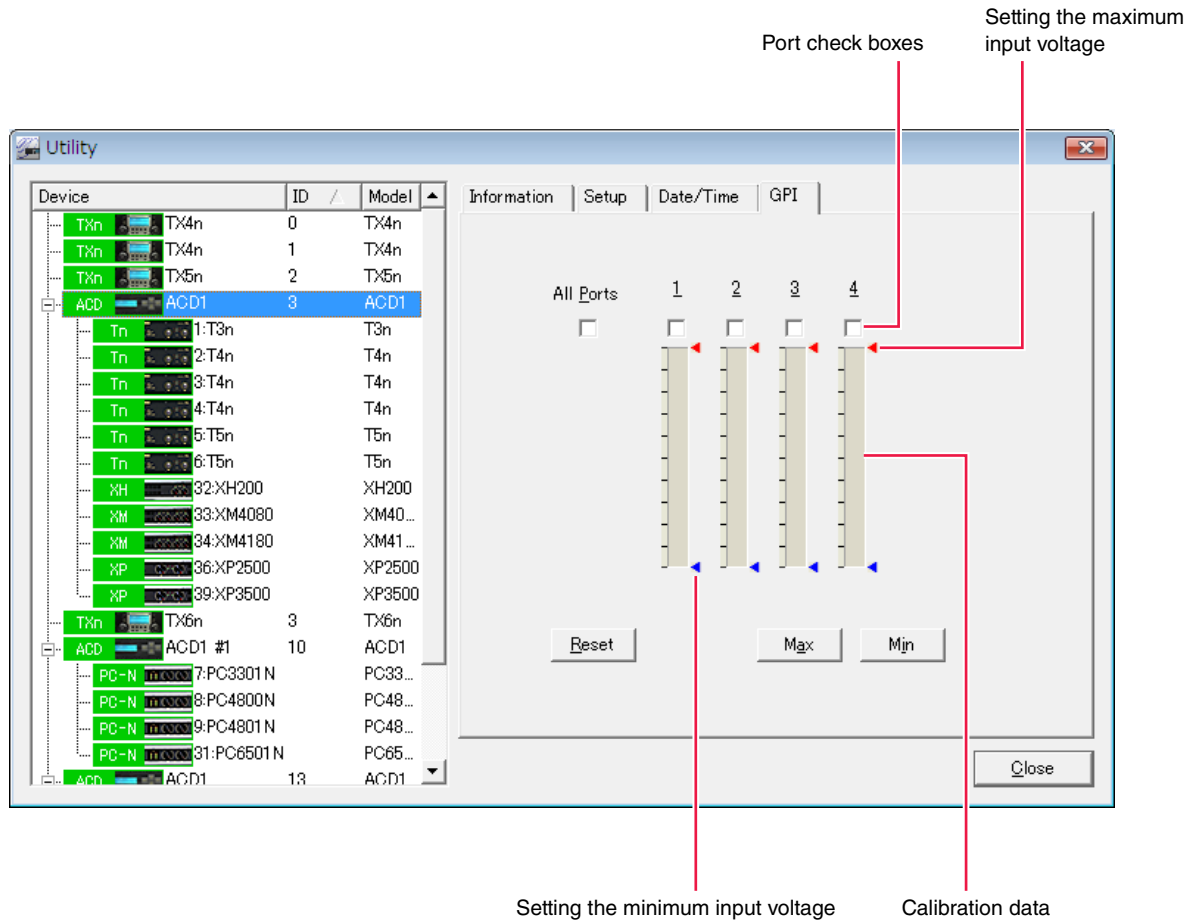 Setting the maximum
input voltage
Port check boxes
Utility
Device ID Model
Information Setup Date/Time GPI
TXn TX4n 0 TX4n
TXn TX4n 1 TX4n
TXn TX5n 2 TX5n
ACD ACD1 3 ACD1
Tn 1:T3n T3n
Tn 2:T4n T4n
Tn 3:T4n T4n
Tn 4:T4n T4n
Tn 5:T5n T5n
Tn 6:T5n T5n
XH 32:XH200 XH200
XM 33:XM4080 XM40...
XM 34:XM4180 XM41...
XP 36:XP2500 XP2500
XP 39:XP3500 XP3500
TXn TX6n 3 TX6n
ACD ACD1 #1 10 ACD1
PC-N 7:PC3301N PC33...
PC-N 8:PC4800N PC48...
PC-N 9:PC4801N PC48...
PC-N 31:PC6501N PC65...
ACD ACD1 13 ACD1
All Ports 1 2 3 4
Reset Max Min
Close
Setting the minimum input voltage
Calibration data